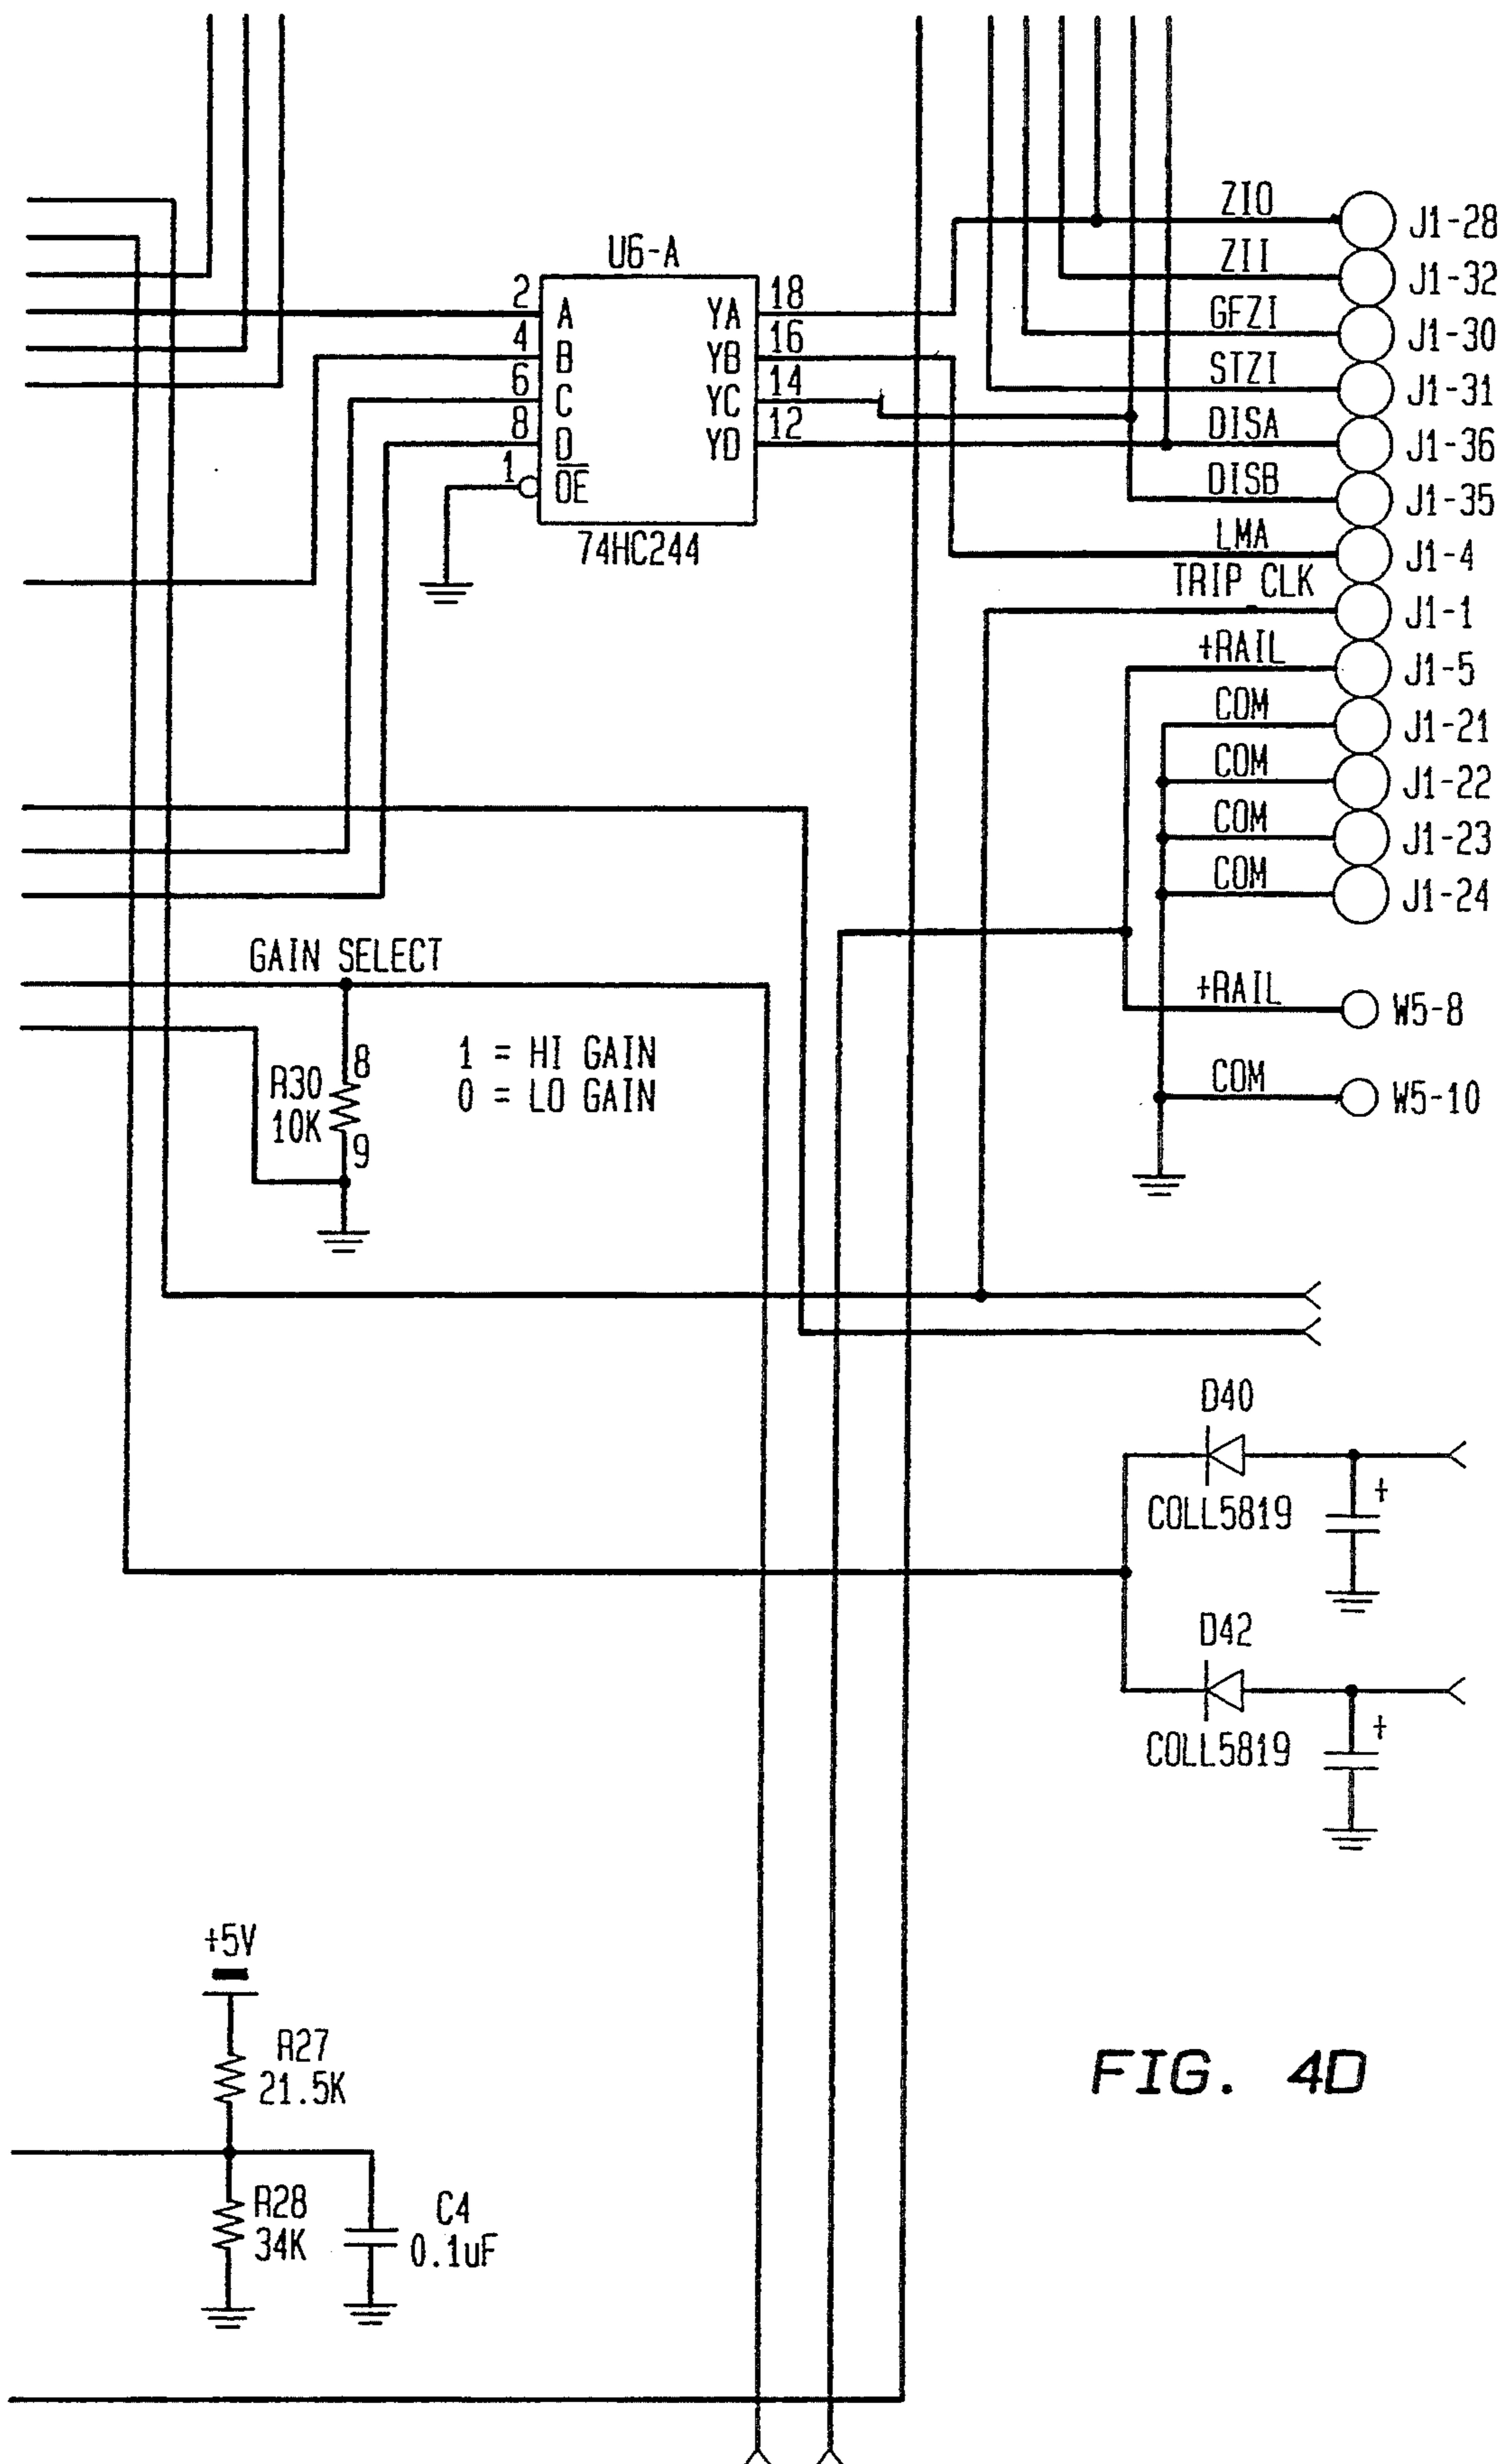 ZIO
J1-28
ZII
J1-32
GFZI
J1-30
STZI
J1-31
DISA
J1-36
DISB
J1-35
LMA
J1-4
TRIP CLK
J1-1
+RAIL
J1-5
COM
J1-21
COM
J1-22
COM
J1-23
COM
J1-24
+RAIL
W5-8
COM
W5-10
U6-A
2 A YA 18
4 B YB 16
6 C YC 14
8 D YD 12
1 OE
74HC244
GAIN SELECT
1 = HI GAIN
0 = LO GAIN
8
R30
10K
9
D40
COLL5819
+
D42
COLL5819
+
+5V
R27
21.5K
R28
34K
C4
0.1uF
FIG. 4D